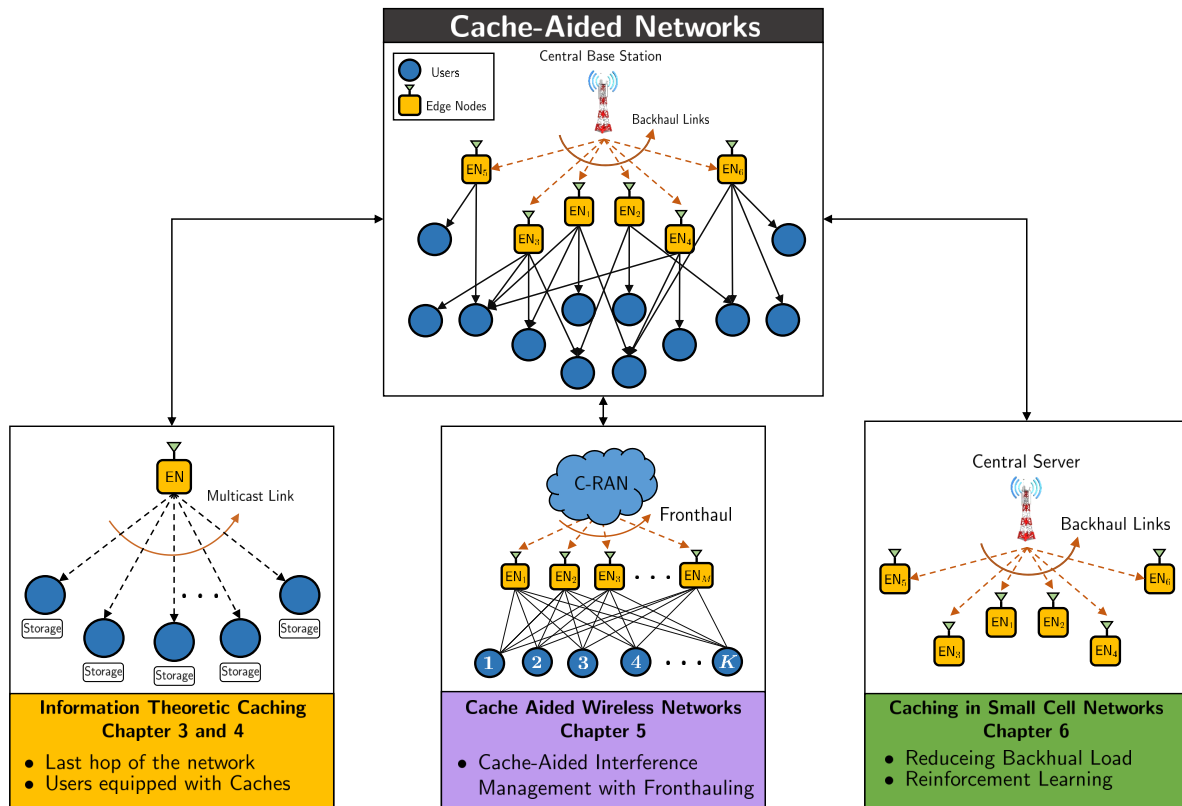 Cache-Aided Networks
Users
Edge Nodes
Central Base Station
Backhaul Links
EN₅
EN₆
EN₁
EN₂
EN₃
EN₄
EN
Multicast Link
. . .
Storage
Storage
Storage
Storage
Storage
Information Theoretic Caching
Chapter 3 and 4
• Last hop of the network
• Users equipped with Caches
C-RAN
Fronthaul
EN₁ EN₂ EN₃ . . . EN_M
1 2 3 4 . . . K
Cache Aided Wireless Networks
Chapter 5
• Cache-Aided Interference
Management with Fronthauling
Central Server
Backhaul Links
EN₅
EN₆
EN₁
EN₂
EN₃
EN₄
Caching in Small Cell Networks
Chapter 6
• Reduceing Backhual Load
• Reinforcement Learning